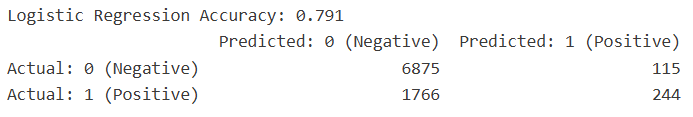 Logistic Regression Accuracy: 0.791
Predicted: 0 (Negative) Predicted: 1 (Positive)
Actual: 0 (Negative) 6875 115
Actual: 1 (Positive) 1766 244